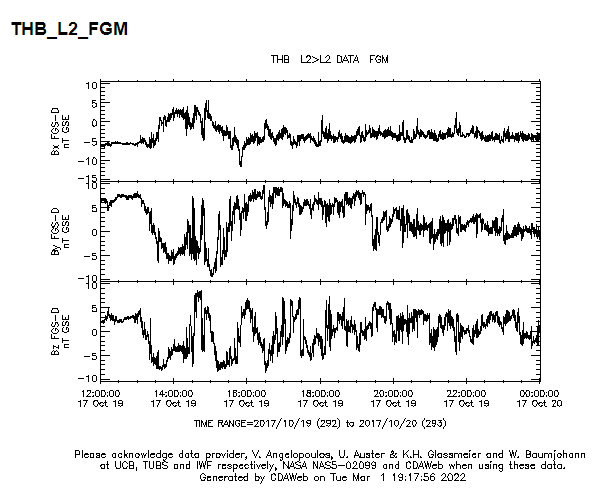 THB_L2_FGM
THB L2>L2 DATA FGM
10
5
0
-5
-10
-15
Bx FGS-D
nT GSE
10
5
0
-5
-10
By FGS-D
nT GSE
10
5
0
-5
-10
Bz FGS-D
nT GSE
12:00:00 14:00:00 16:00:00 18:00:00 20:00:00 22:00:00 00:00:00
17 Oct 19 17 Oct 19 17 Oct 19 17 Oct 19 17 Oct 19 17 Oct 19 17 Oct 20
TIME RANGE=2017/10/19 (292) to 2017/10/20 (293)
Please acknowledge data provider, V. Angelopoulos, U. Auster & K.H. Glassmeier and W. Baumjohann
at UCB, TUBS and IWF respectively, NASA NAS5-02099 and CDAWeb when using these data.
Generated by CDAWeb on Tue Mar 1 19:17:56 2022